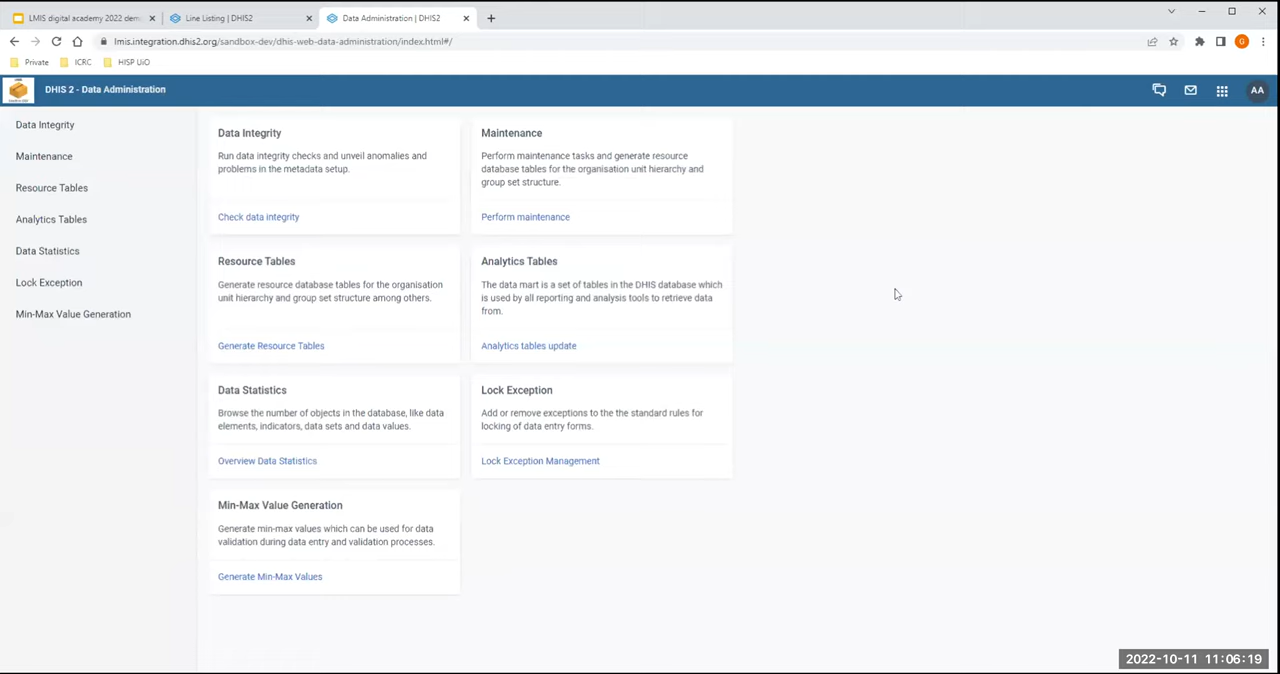 LMIS digital academy 2022 dem
Line Listing | DHIS2
Data Administration | DHIS2
lmis.integration.dhis2.org/sandbox-dev/dhis-web-data-administration/index.html#/
G
Private
ICRC
HISP UiO
DHIS 2 - Data Administration
AA
Data Integrity
Maintenance
Resource Tables
Analytics Tables
Data Statistics
Lock Exception
Min-Max Value Generation
Data Integrity
Run data integrity checks and unveil anomalies and
problems in the metadata setup.
Check data integrity
Maintenance
Perform maintenance tasks and generate resource
database tables for the organisation unit hierarchy and
group set structure.
Perform maintenance
Resource Tables
Generate resource database tables for the organisation
unit hierarchy and group set structure among others.
Generate Resource Tables
Analytics Tables
The data mart is a set of tables in the DHIS database which
is used by all reporting and analysis tools to retrieve data
from.
Analytics tables update
Data Statistics
Browse the number of objects in the database, like data
elements, indicators, data sets and data values.
Overview Data Statistics
Lock Exception
Add or remove exceptions to the the standard rules for
locking of data entry forms.
Lock Exception Management
Min-Max Value Generation
Generate min-max values which can be used for data
validation during data entry and validation processes.
Generate Min-Max Values
2022-10-11 11:06:19